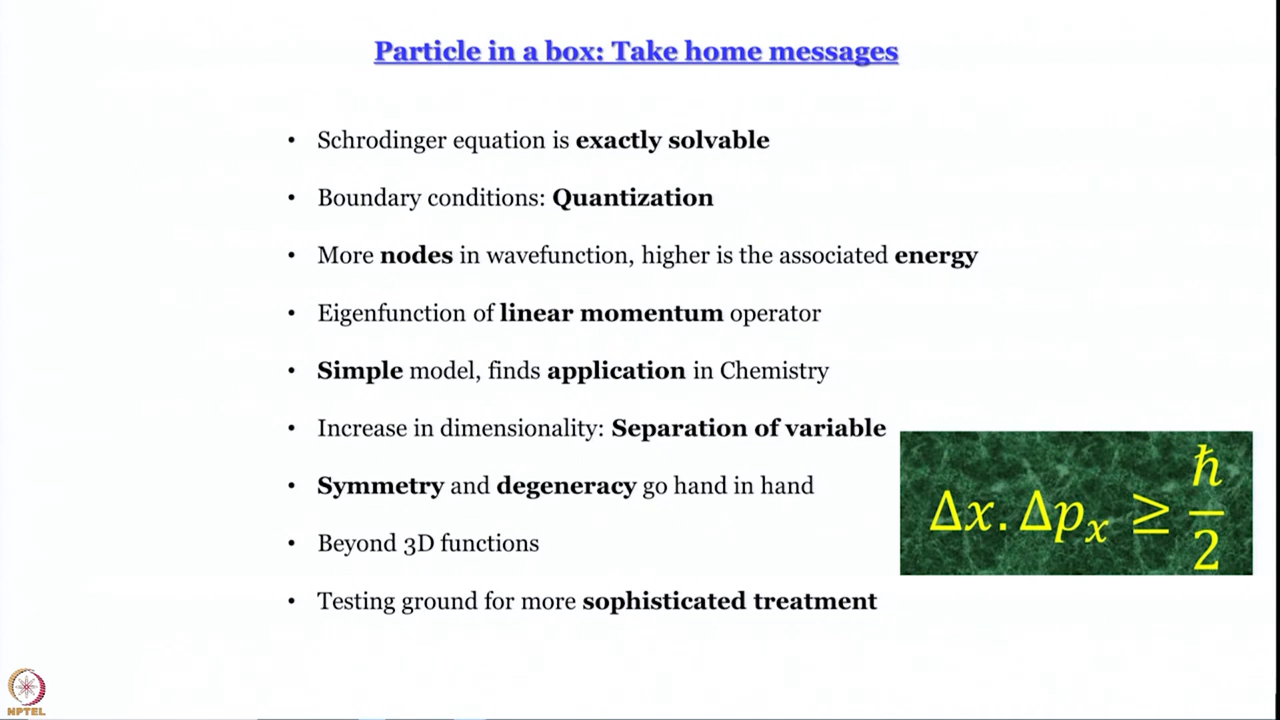 Particle in a box: Take home messages
• Schrodinger equation is exactly solvable
• Boundary conditions: Quantization
• More nodes in wavefunction, higher is the associated energy
• Eigenfunction of linear momentum operator
• Simple model, finds application in Chemistry
• Increase in dimensionality: Separation of variable
• Symmetry and degeneracy go hand in hand
• Beyond 3D functions
• Testing ground for more sophisticated treatment
Δx.Δpₓ ≥ ℏ/2
NPTEL